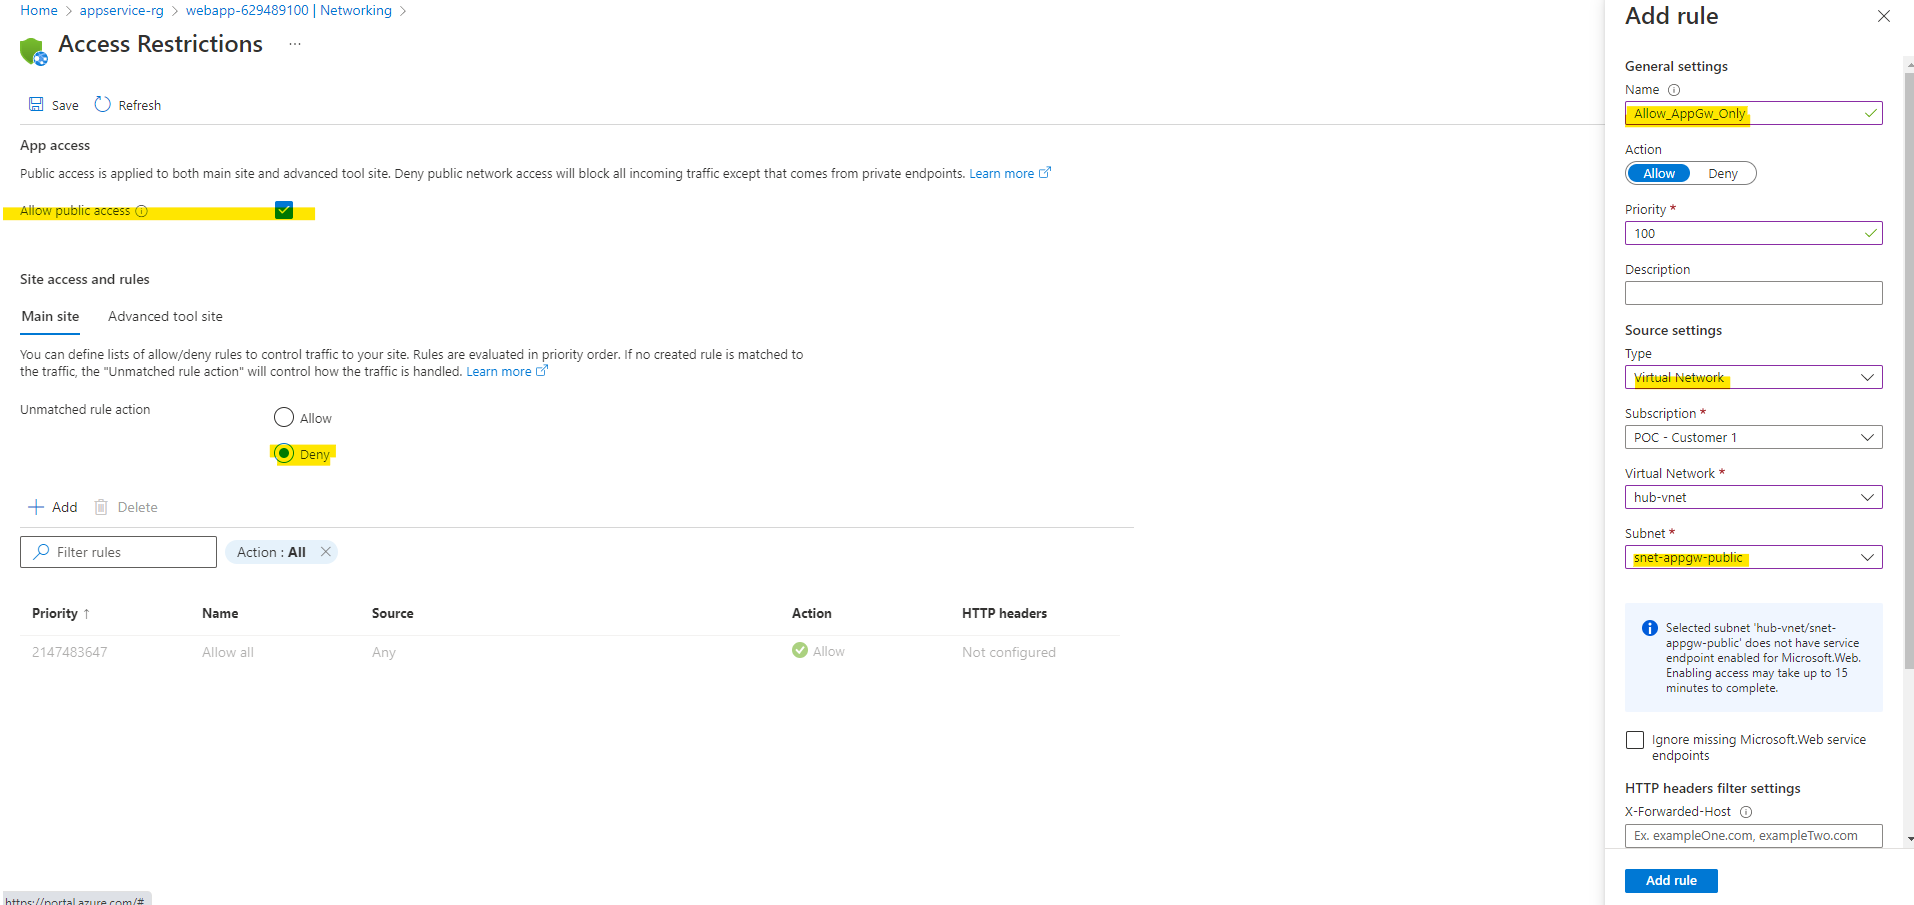 Home > appservice-rg > webapp-629489100 | Networking >
Access Restrictions ...
Save Refresh
App access
Public access is applied to both main site and advanced tool site. Deny public network access will block all incoming traffic except that comes from private endpoints. Learn more
Allow public access
Site access and rules
Main site Advanced tool site
You can define lists of allow/deny rules to control traffic to your site. Rules are evaluated in priority order. If no created rule is matched to
the traffic, the "Unmatched rule action" will control how the traffic is handled. Learn more
Unmatched rule action
Allow
Deny
+ Add Delete
Filter rules Action : All
Priority ↑ Name Source Action HTTP headers
2147483647 Allow all Any Allow Not configured
https://portal.azure.com/#
Add rule
General settings
Name
Allow_AppGw_Only
Action
Allow Deny
Priority *
100
Description
Source settings
Type
Virtual Network
Subscription *
POC - Customer 1
Virtual Network *
hub-vnet
Subnet *
snet-appgw-public
Selected subnet 'hub-vnet/snet-
appgw-public' does not have service
endpoint enabled for Microsoft.Web.
Enabling access may take up to 15
minutes to complete.
Ignore missing Microsoft.Web service
endpoints
HTTP headers filter settings
X-Forwarded-Host
Ex. exampleOne.com, exampleTwo.com
Add rule